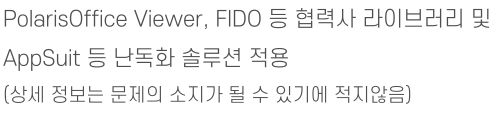 PolarisOffice Viewer, FIDO 등 협력사 라이브러리 및
AppSuit 등 난독화 솔루션 적용
(상세 정보는 문제의 소지가 될 수 있기에 적지않음)